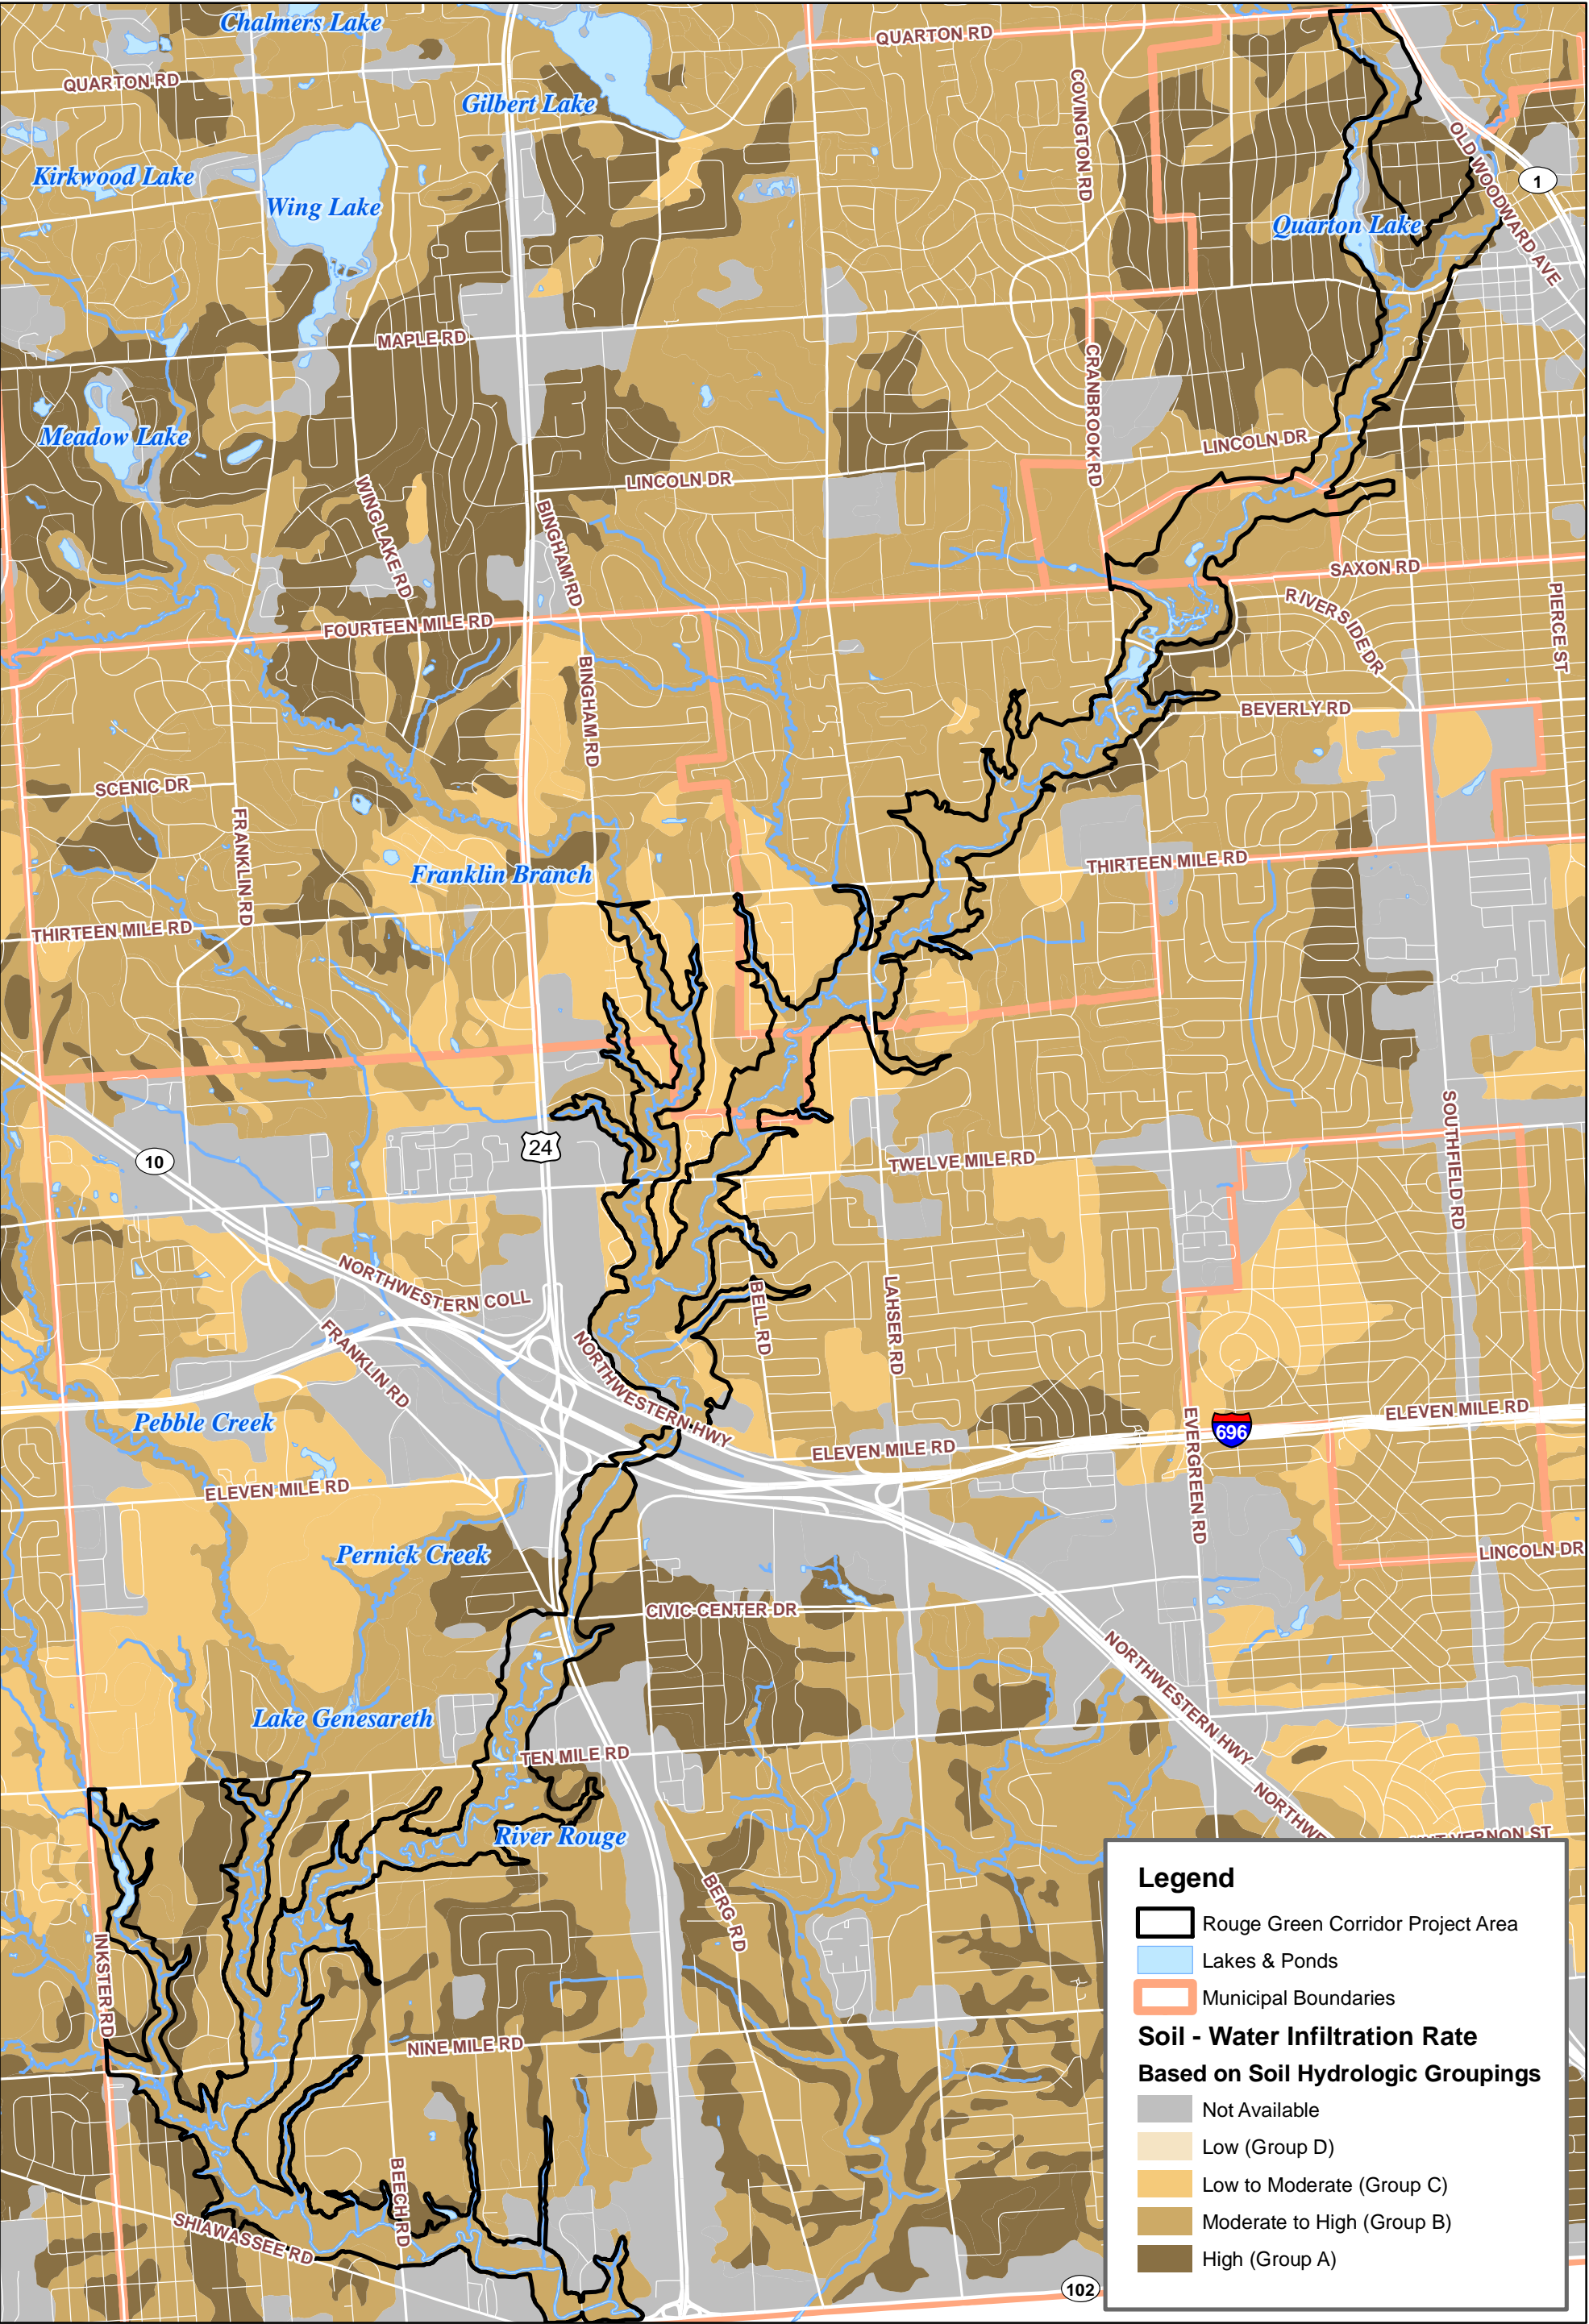 Chalmers Lake
QUARTON RD
QUARTON RD
Gilbert Lake
COVINGTON RD
OLD WOODWARD AVE
1
Kirkwood Lake
Wing Lake
Quarton Lake
MAPLE RD
CRANBROOK RD
Meadow Lake
LINCOLN DR
LINCOLN DR
WING LAKE RD
BINGHAM RD
SAXON RD
RIVERSIDE DR
PIERCE ST
FOURTEEN MILE RD
BINGHAM RD
BEVERLY RD
SCENIC DR
FRANKLIN RD
Franklin Branch
THIRTEEN MILE RD
THIRTEEN MILE RD
SOUTHFIELD RD
24
10
TWELVE MILE RD
NORTHWESTERN COLL
FRANKLIN RD
NORTHWESTERN HWY
BELL RD
LAHSER RD
Pebble Creek
EVERGREEN RD
696
ELEVEN MILE RD
ELEVEN MILE RD
ELEVEN MILE RD
Pernick Creek
LINCOLN DR
CIVIC CENTER DR
NORTHWESTERN HWY
Lake Genesareth
TEN MILE RD
River Rouge
VERNON ST
BERG RD
INKSTER RD
NINE MILE RD
BEECH RD
SHIAWASSEE RD
102
Legend
Rouge Green Corridor Project Area
Lakes & Ponds
Municipal Boundaries
Soil - Water Infiltration Rate
Based on Soil Hydrologic Groupings
Not Available
Low (Group D)
Low to Moderate (Group C)
Moderate to High (Group B)
High (Group A)